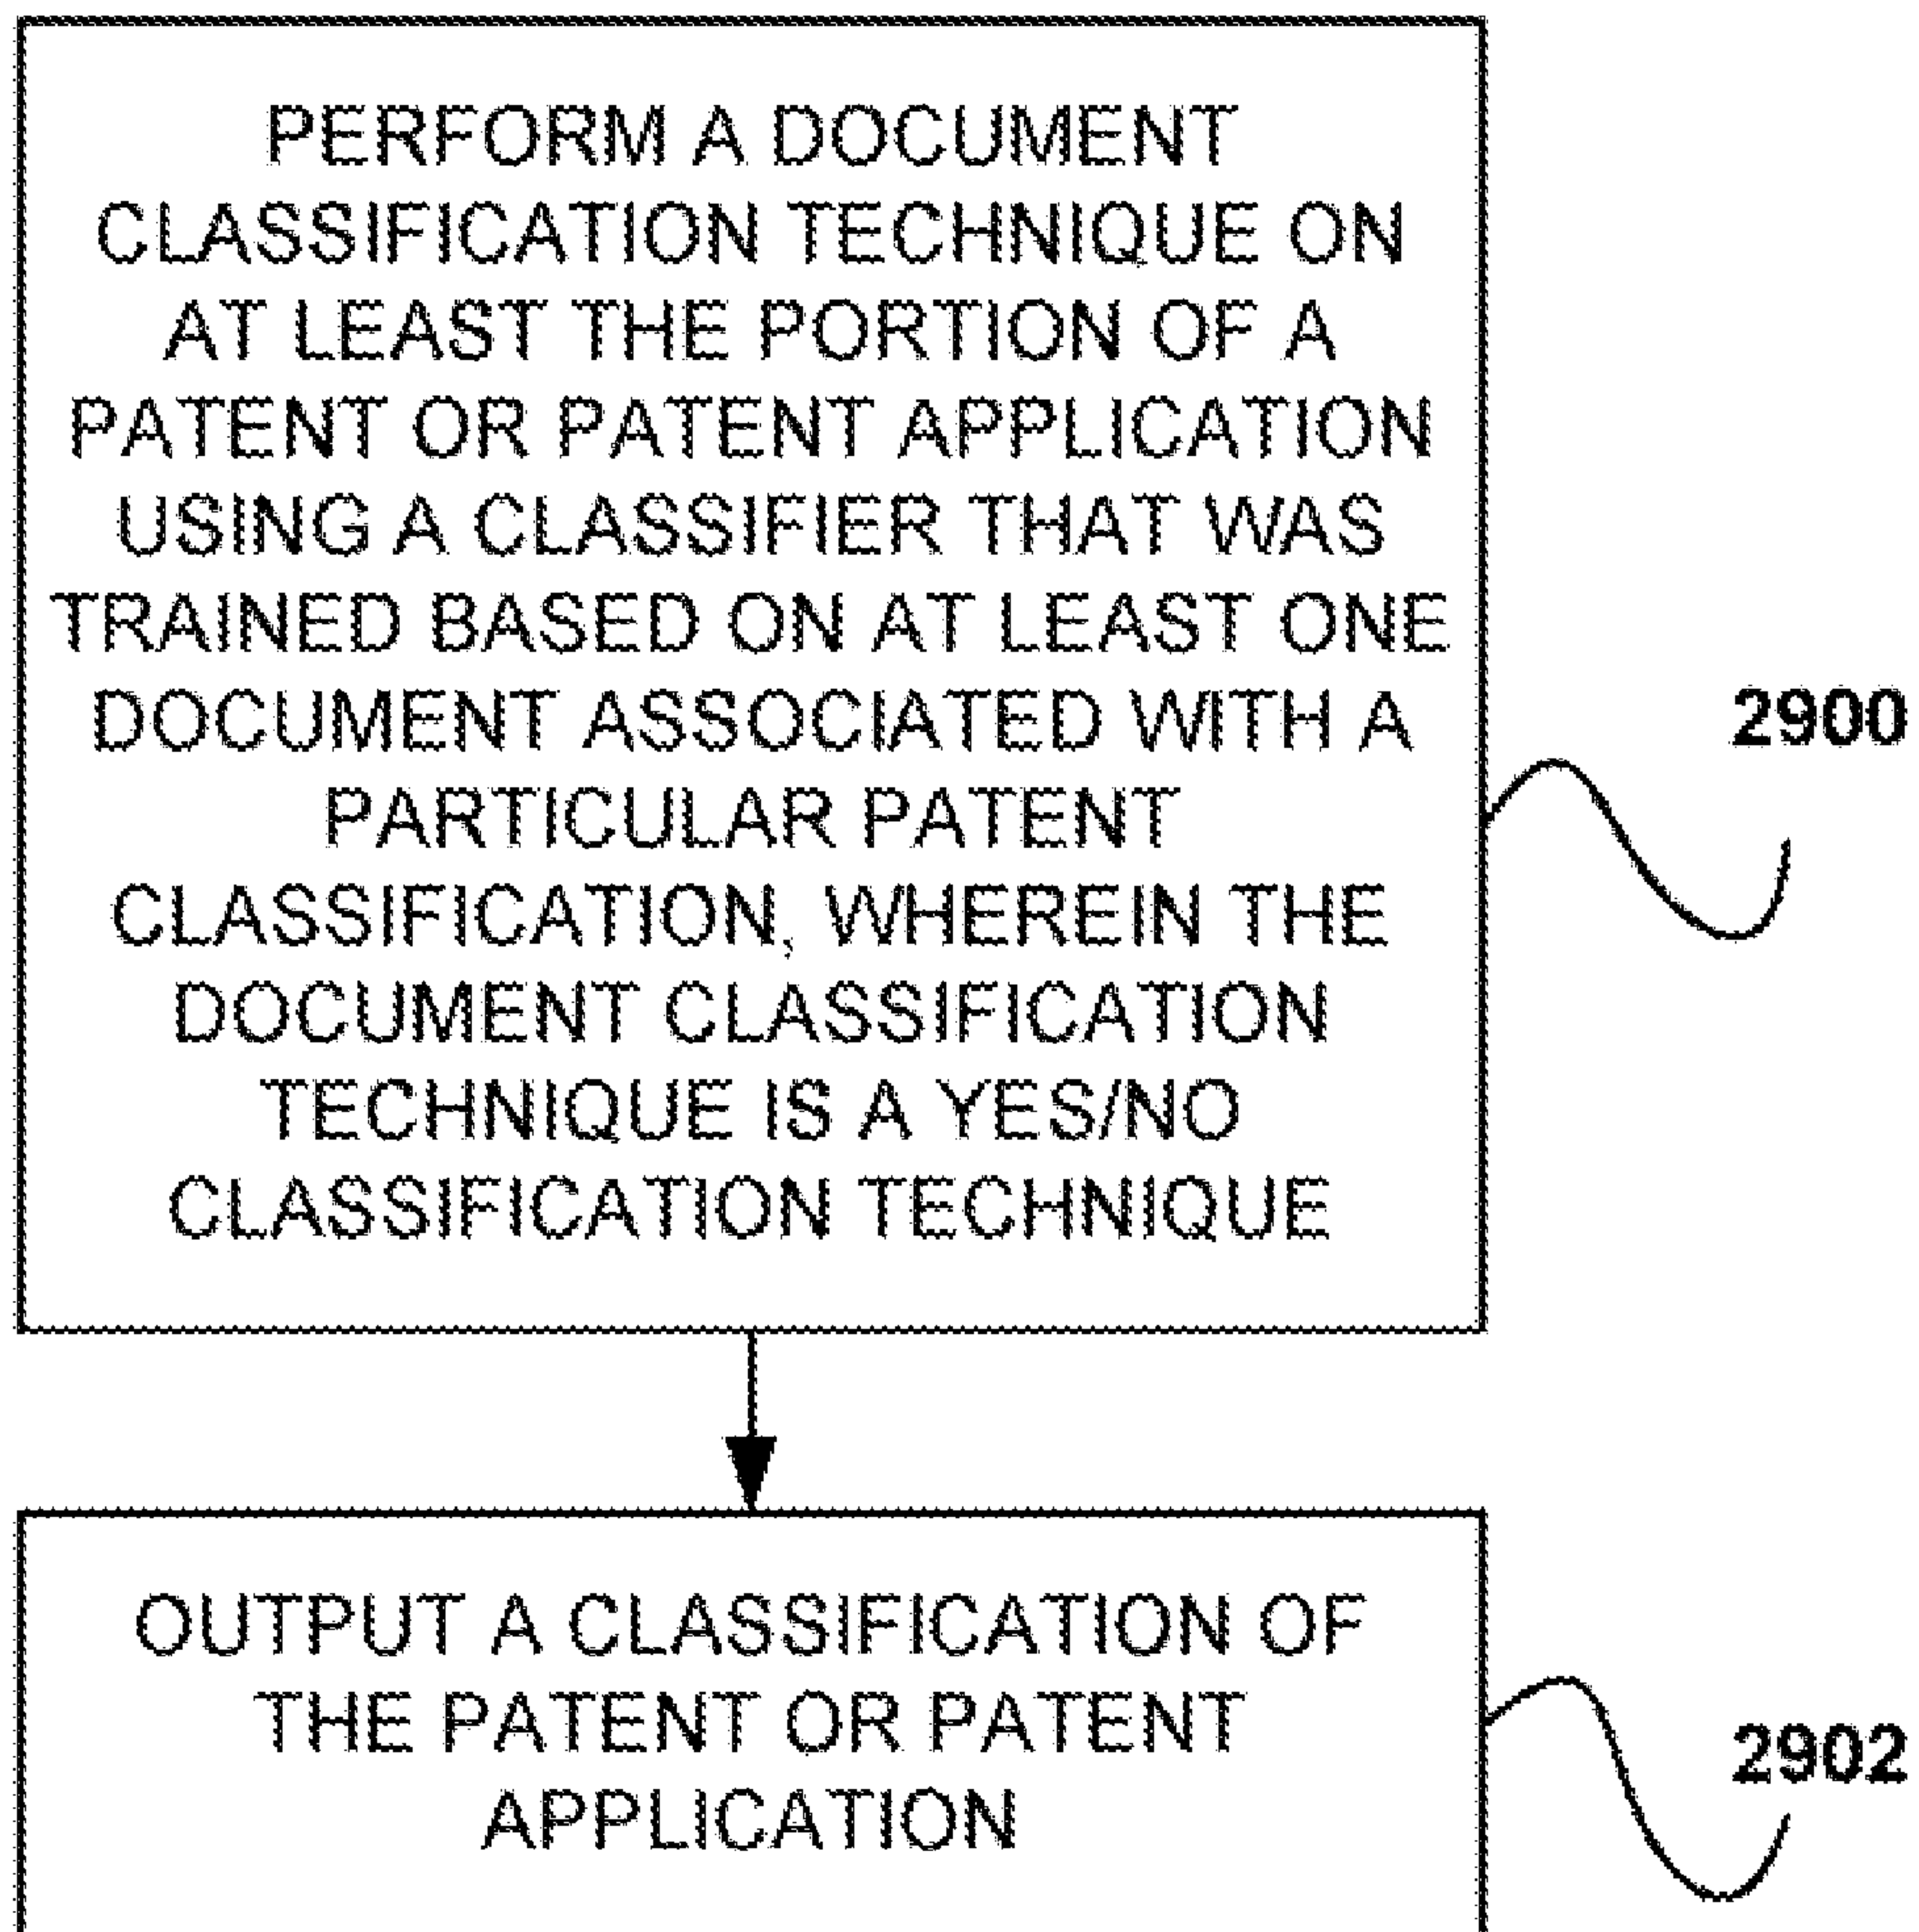 PERFORM A DOCUMENT
CLASSIFICATION TECHNIQUE ON
AT LEAST THE PORTION OF A
PATENT OR PATENT APPLICATION
USING A CLASSIFIER THAT WAS
TRAINED BASED ON AT LEAST ONE
DOCUMENT ASSOCIATED WITH A
PARTICULAR PATENT
CLASSIFICATION, WHEREIN THE
DOCUMENT CLASSIFICATION
TECHNIQUE IS A YES/NO
CLASSIFICATION TECHNIQUE
2900
OUTPUT A CLASSIFICATION OF
THE PATENT OR PATENT
APPLICATION
2902